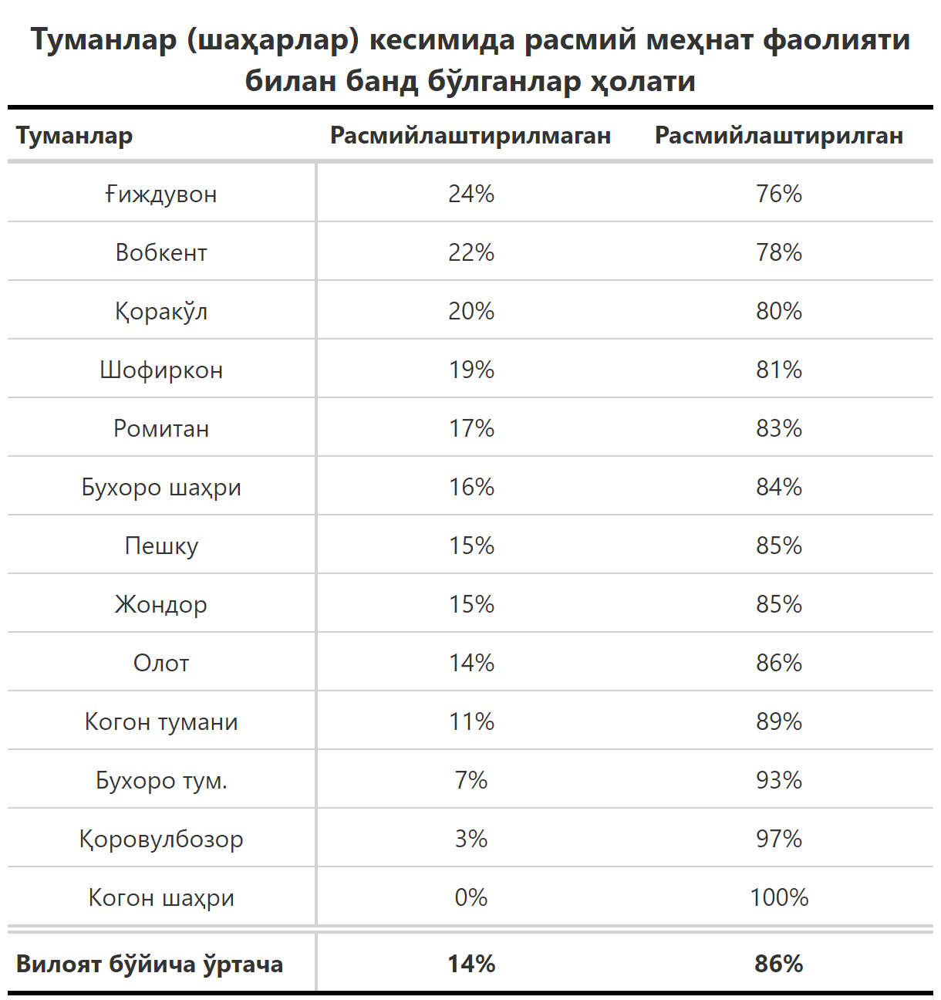 Туманлар (шаҳарлар) кесимида расмий меҳнат фаолияти
билан банд бўлганлар ҳолати
Туманлар Расмийлаштирилмаган Расмийлаштирилган
Ғиждувон 24% 76%
Вобкент 22% 78%
Қоракўл 20% 80%
Шофиркон 19% 81%
Ромитан 17% 83%
Бухоро шаҳри 16% 84%
Пешку 15% 85%
Жондор 15% 85%
Олот 14% 86%
Когон тумани 11% 89%
Бухоро тум. 7% 93%
Қоровулбозор 3% 97%
Когон шаҳри 0% 100%
Вилоят бўйича ўртача 14% 86%